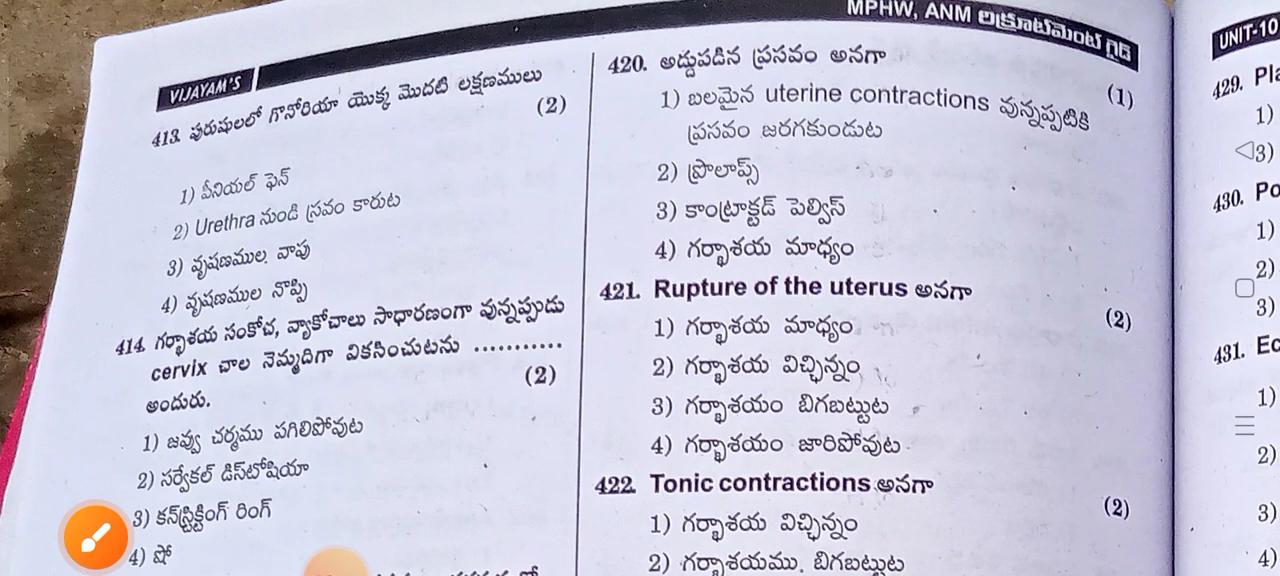 MPHW, ANM రిక్రూట్‌మెంట్ గైడ్
VIJAYAM'S
413. పురుషులలో గొనోరియా యొక్క మొదటి లక్షణములు
(2)
1) పీనియల్ ఫెన్
2) Urethra నుండి స్రవం కారుట
3) వృషణముల వాపు
4) వృషణముల నొప్పి
414. గర్భాశయ సంకోచ, వ్యాకోచాలు సాధారణంగా వున్నప్పుడు
cervix చాల నెమ్మదిగా వికసించుటను ...........
అందురు.
(2)
1) జవ్వు చర్మము పగిలిపోవుట
2) సర్వేకల్ డిస్‌టోషియా
3) కన్‌స్ట్రిక్టింగ్ రింగ్
4) షో
420. అడ్డుపడిన ప్రసవం అనగా
(1)
1) బలమైన uterine contractions వున్నప్పటికి
ప్రసవం జరగకుండుట
2) ప్రొలాప్స్
3) కాంట్రాక్టడ్ పెల్విస్
4) గర్భాశయ మాధ్యం
421. Rupture of the uterus అనగా
(2)
1) గర్భాశయ మాధ్యం
2) గర్భాశయ విచ్ఛిన్నం
3) గర్భాశయం బిగబట్టుట
4) గర్భాశయం జారిపోవుట
422. Tonic contractions అనగా
(2)
1) గర్భాశయ విచ్ఛిన్నం
2) గర్భాశయము, బిగబట్టుట
UNIT-10
429. Pla
1)
3)
430. Po
1)
2)
3)
431. Ec
1)
2)
3)
4)